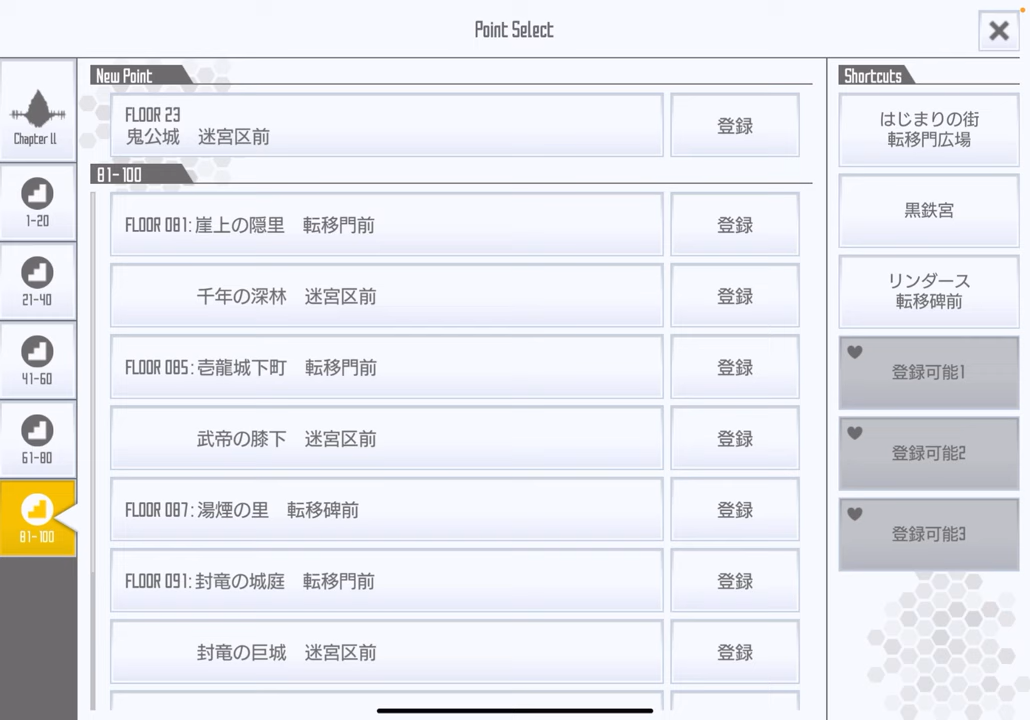 Point Select
New Point
FLOOR 23
鬼公城　迷宮区前
登録
81-100
FLOOR 081: 崖上の隠里　転移門前
登録
千年の深林　迷宮区前
登録
FLOOR 085: 壱龍城下町　転移門前
登録
武帝の膝下　迷宮区前
登録
FLOOR 087: 湯煙の里　転移碑前
登録
FLOOR 091: 封竜の城庭　転移門前
登録
封竜の巨城　迷宮区前
登録
Chapter II
1-20
21-40
41-60
61-80
81-100
Shortcuts
はじまりの街
転移門広場
黒鉄宮
リンダース
転移碑前
登録可能1
登録可能2
登録可能3